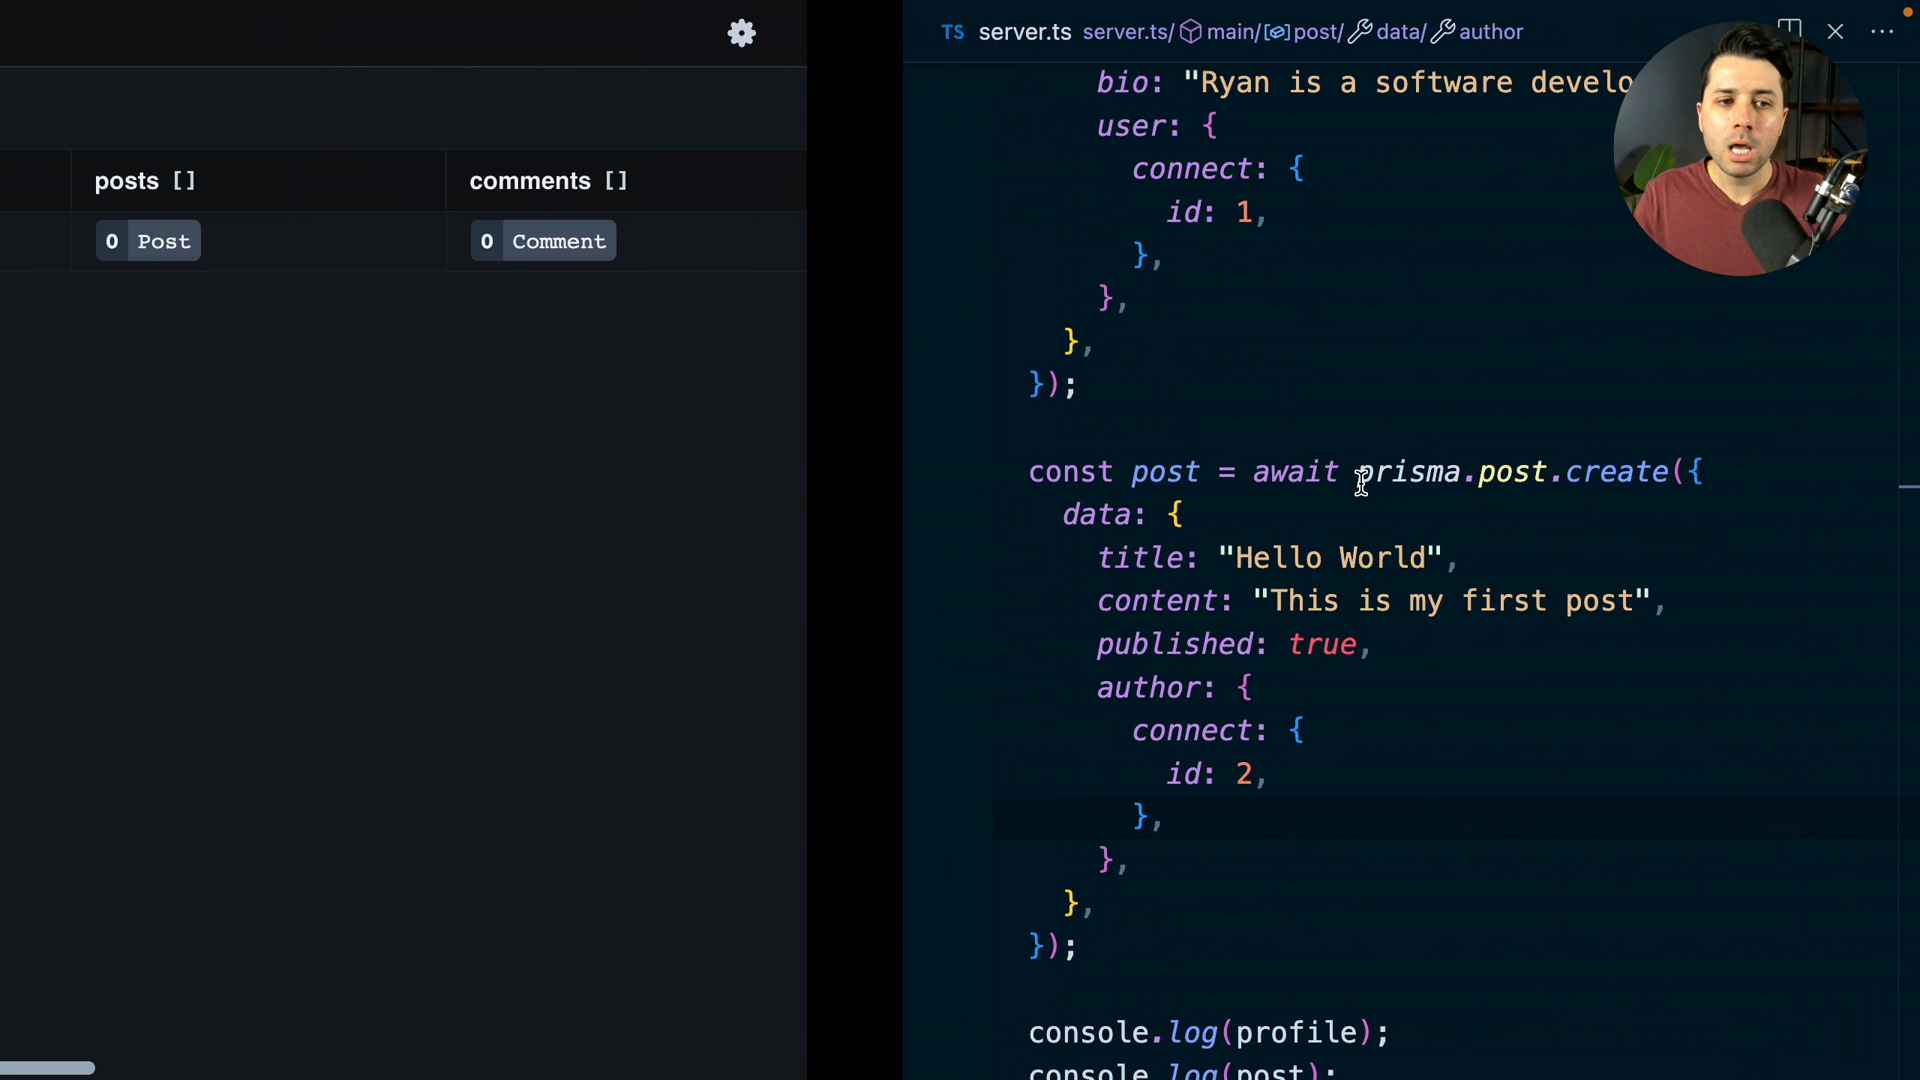 posts []
comments []
0 Post
0 Comment
TS server.ts server.ts/ main/ post/ data/ author
bio: "Ryan is a software develo
user: {
connect: {
id: 1,
},
},
},
});
const post = await prisma.post.create({
data: {
title: "Hello World",
content: "This is my first post",
published: true,
author: {
connect: {
id: 2,
},
},
},
});
console.log(profile);
console.log(post);